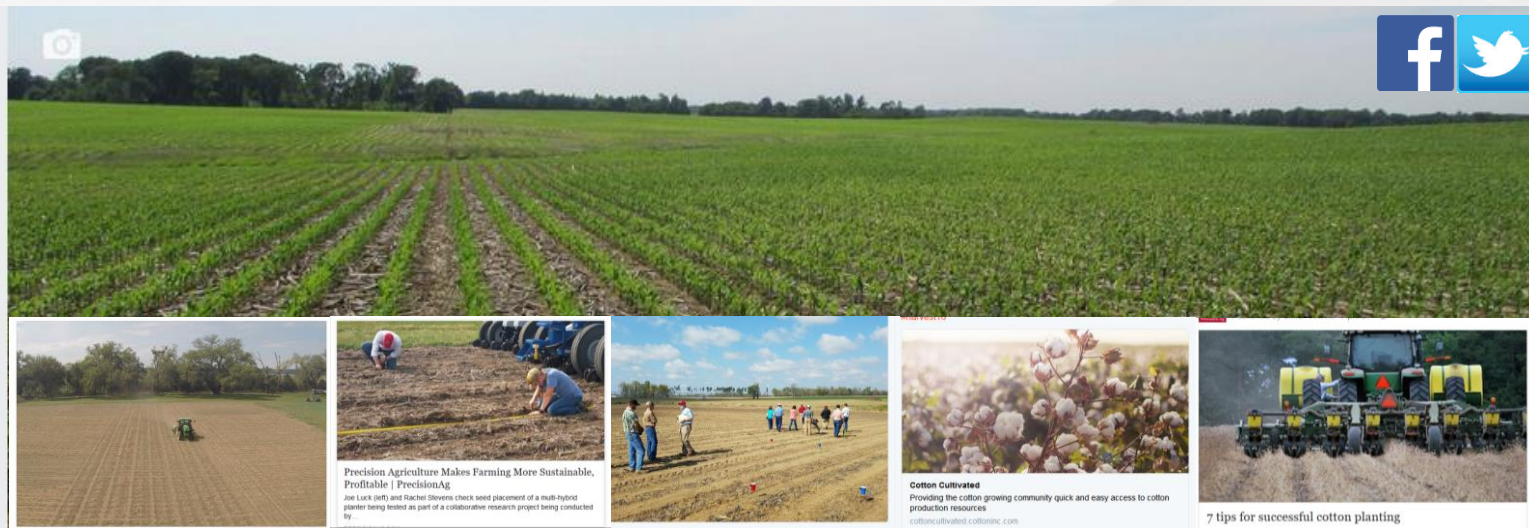 f
#harvest16
Precision Agriculture Makes Farming More Sustainable,
Profitable | PrecisionAg
Joe Luck (left) and Rachel Stevens check seed placement of a multi-hybrid
planter being tested as part of a collaborative research project being conducted
by...
Cotton Cultivated
Providing the cotton growing community quick and easy access to cotton
production resources
cottoncultivated.cottoninc.com
7 tips for successful cotton planting